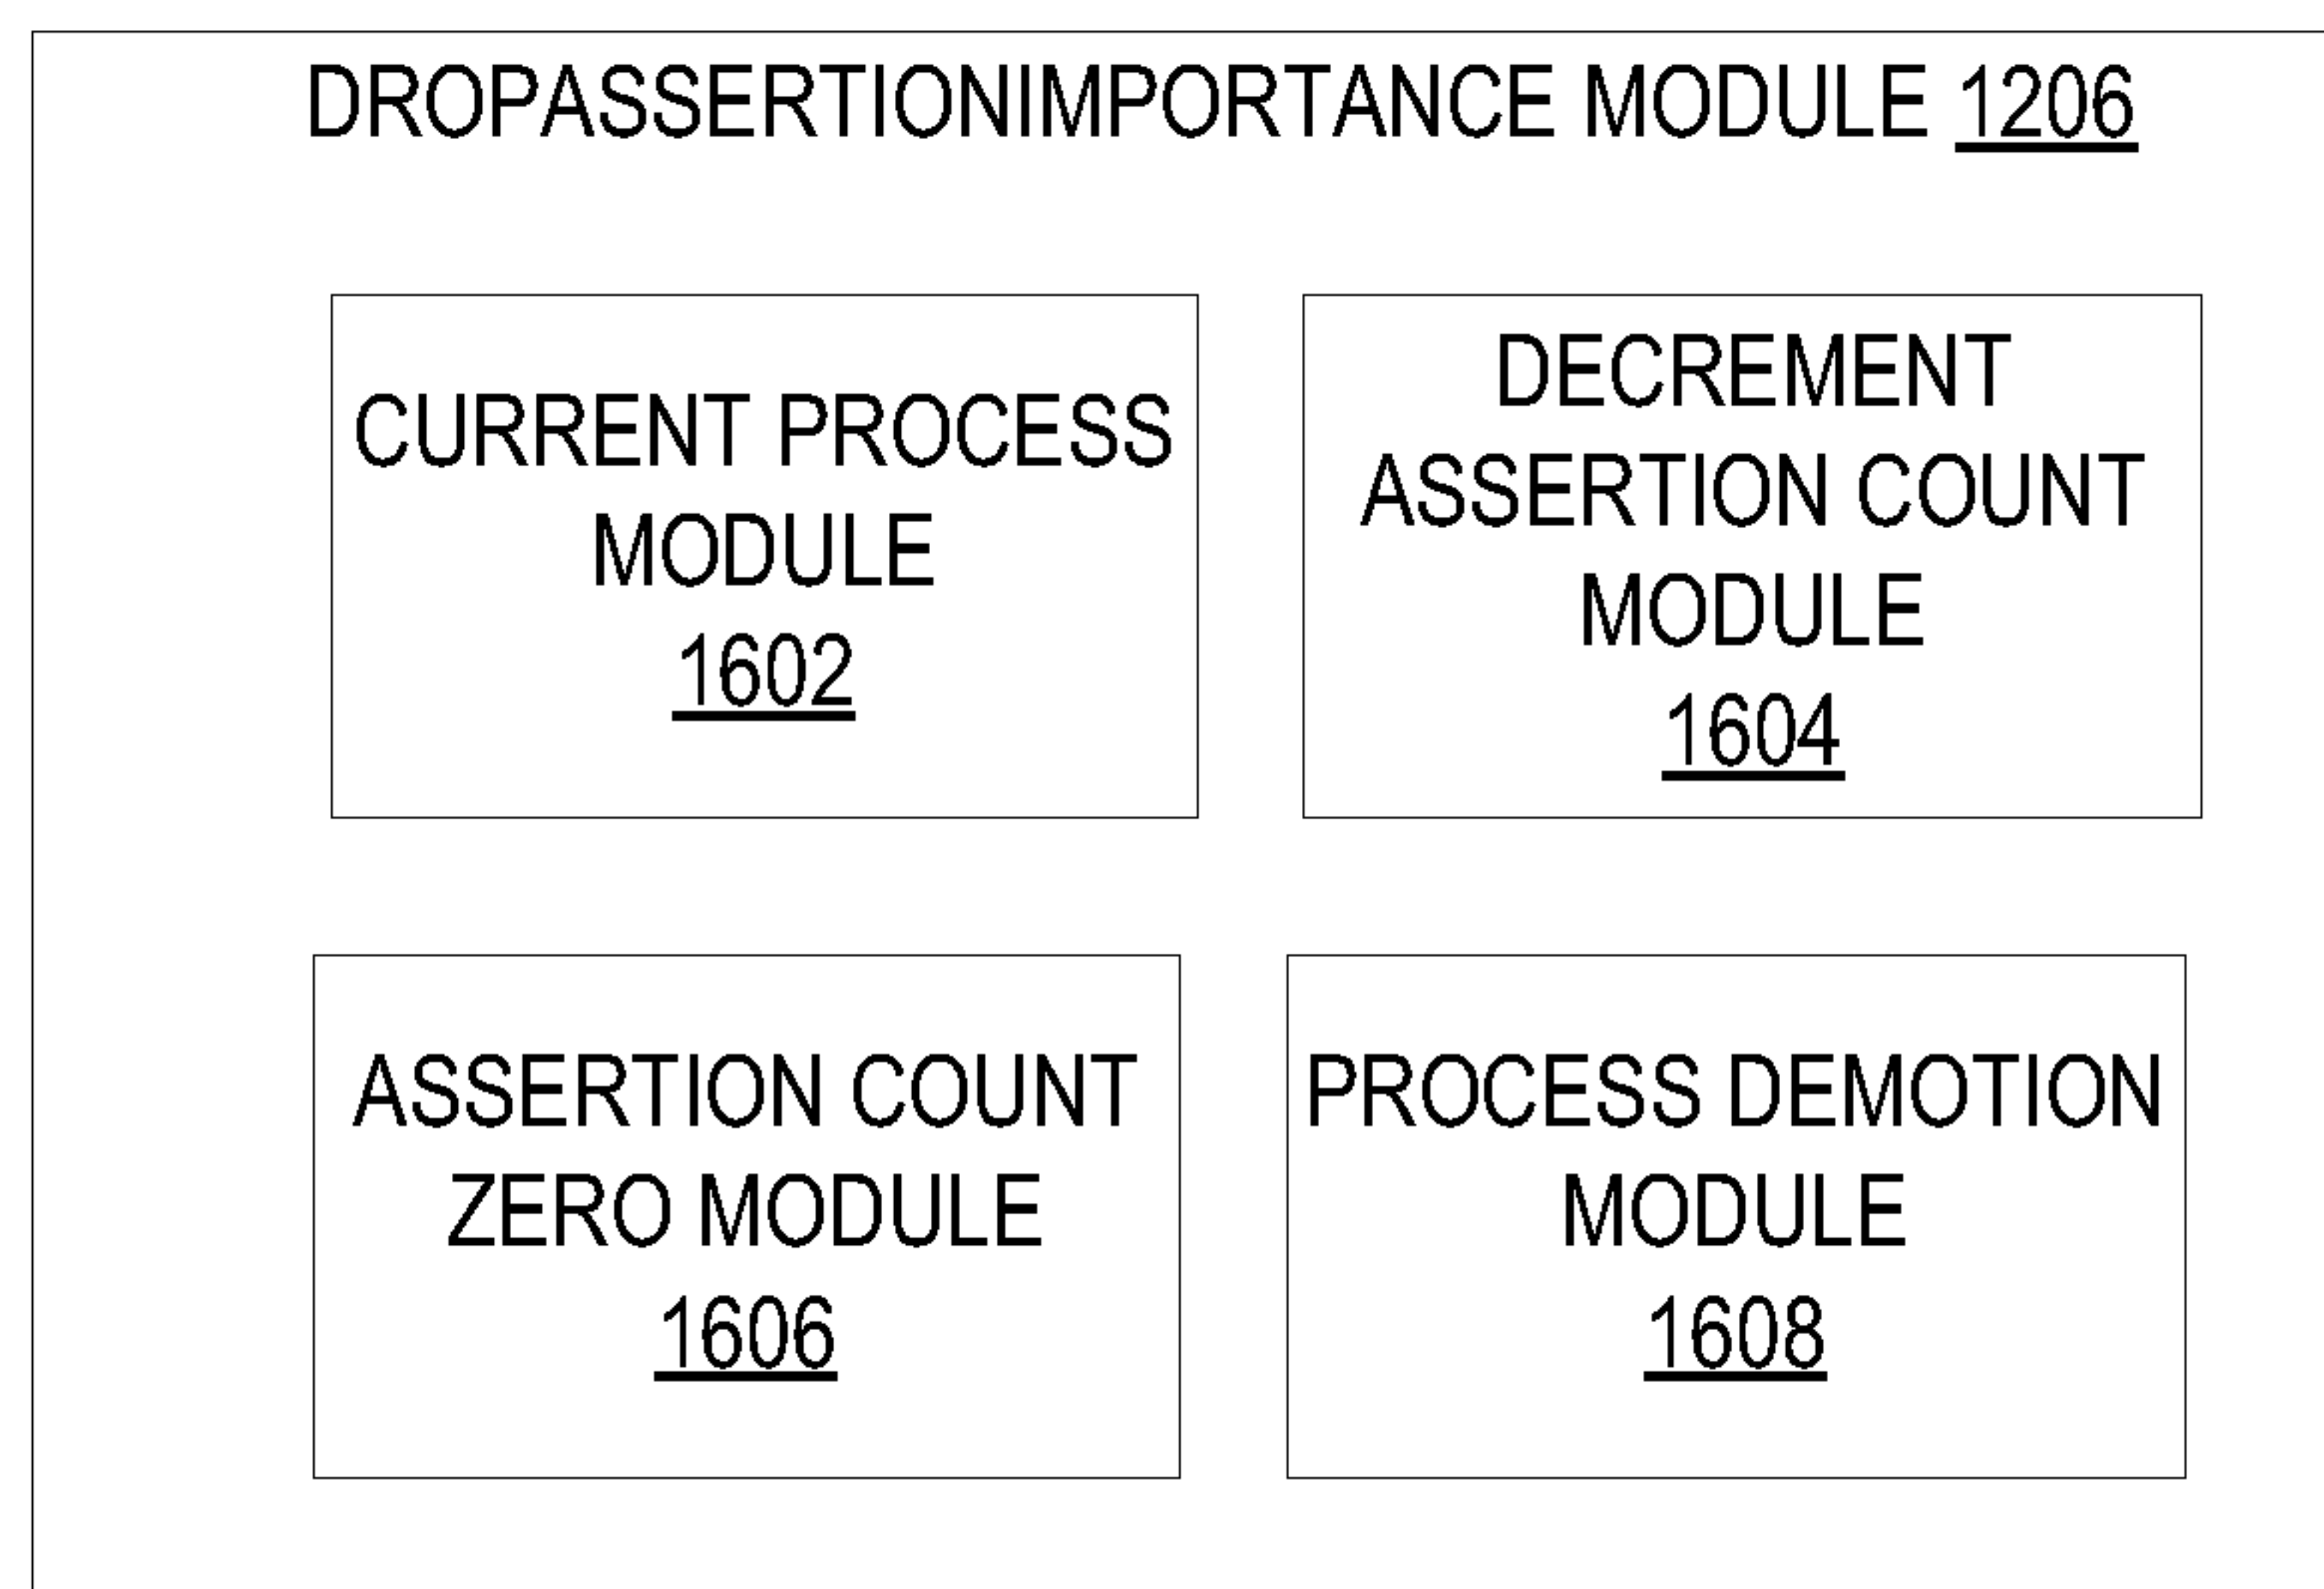 DROPASSERTIONIMPORTANCE MODULE 1206
CURRENT PROCESS
MODULE
1602
DECREMENT
ASSERTION COUNT
MODULE
1604
ASSERTION COUNT
ZERO MODULE
1606
PROCESS DEMOTION
MODULE
1608